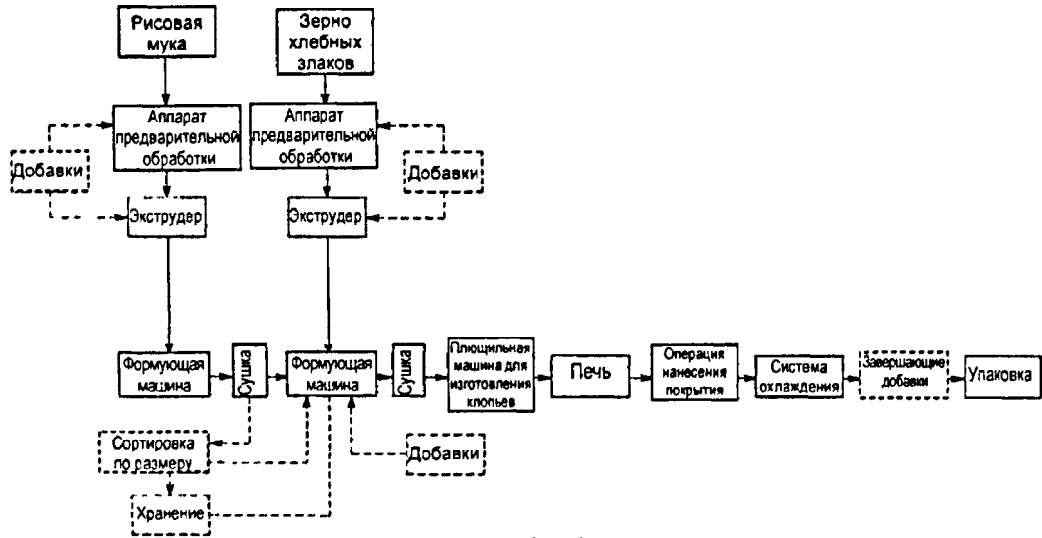 Рисовая
мука
Зерно
хлебных
злаков
Аппарат
предварительной
обработки
Аппарат
предварительной
обработки
Добавки
Добавки
Экструдер
Экструдер
Формующая
машина
Сушка
Формующая
машина
Сушка
Плющильная
машина для
изготовления
хлопьев
Печь
Операция
нанесения
покрытия
Система
охлаждения
Завершающие
добавки
Упаковка
Сортировка
по размеру
Добавки
Хранение